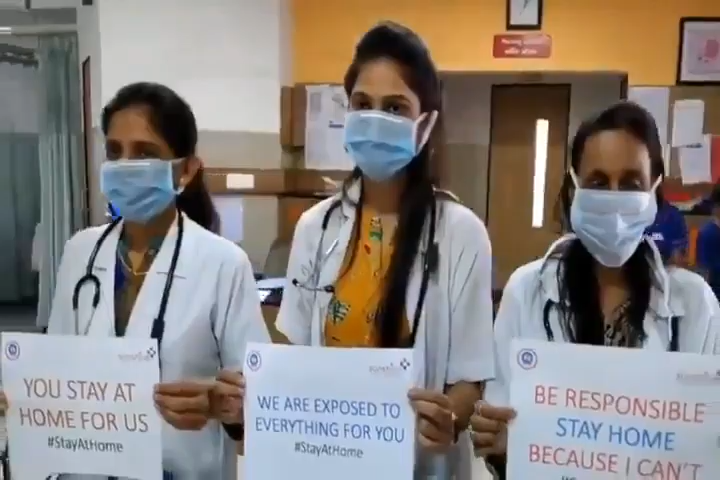 YOU STAY AT
HOME FOR US
#StayAtHome
WE ARE EXPOSED TO
EVERYTHING FOR YOU
#StayAtHome
BE RESPONSIBLE
STAY HOME
BECAUSE I CAN'T